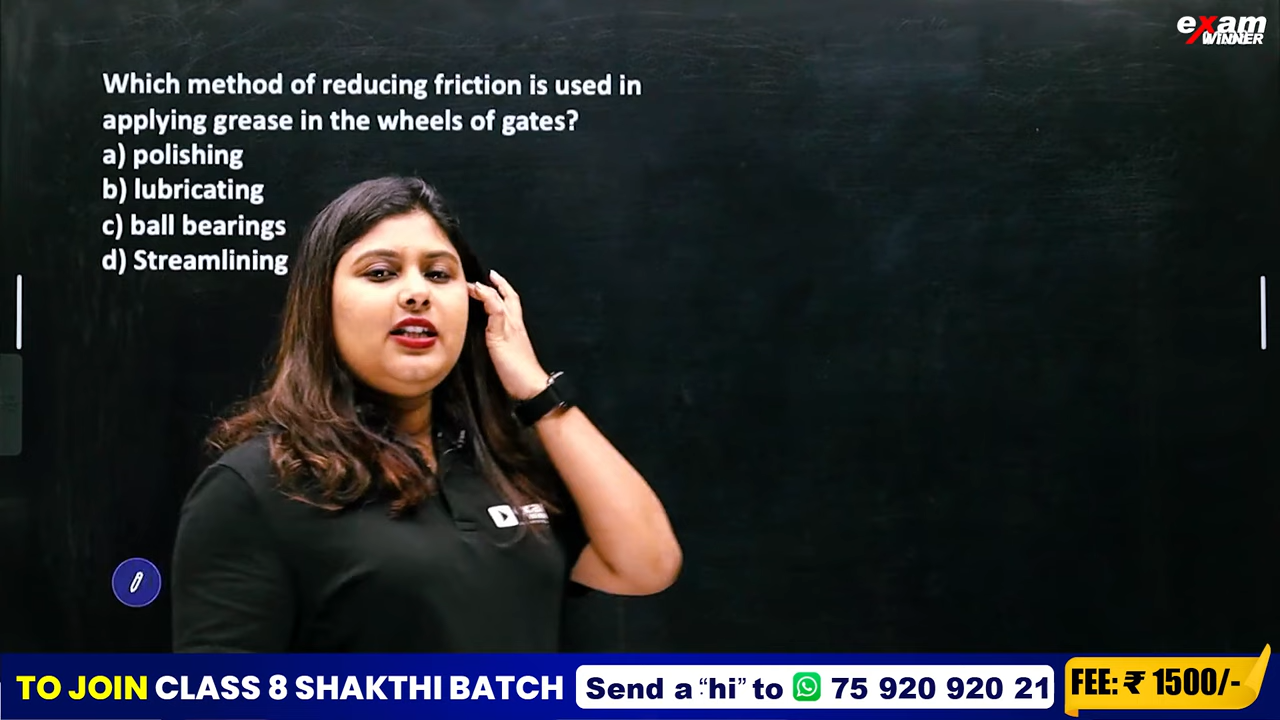 exam
WINNER
Which method of reducing friction is used in
applying grease in the wheels of gates?
a) polishing
b) lubricating
c) ball bearings
d) Streamlining
TO JOIN CLASS 8 SHAKTHI BATCH
Send a “hi” to 75 920 920 21
FEE: ₹ 1500/-